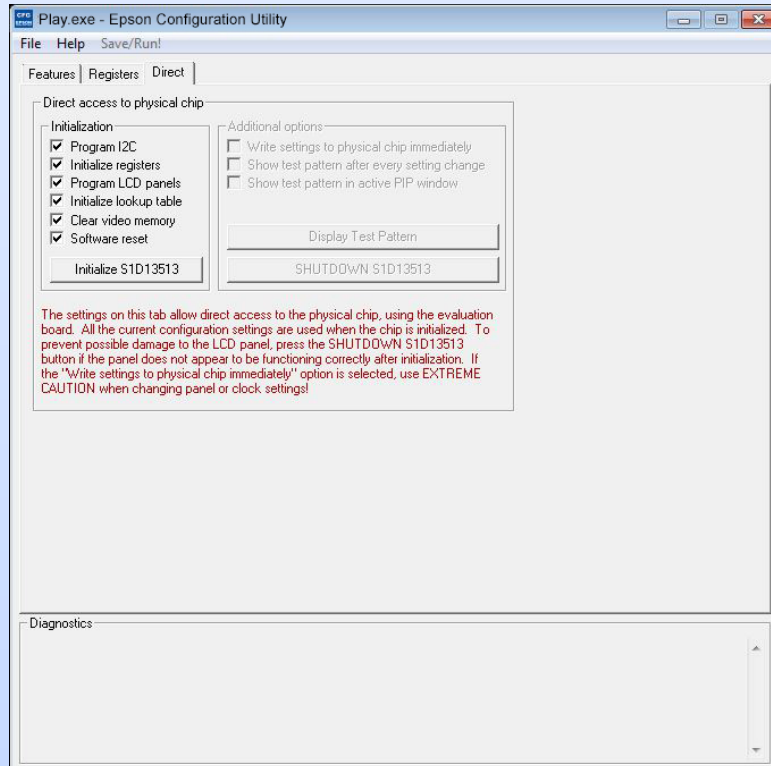 CFG
EPSON
Play.exe - Epson Configuration Utility
File Help Save/Run!
Features Registers Direct
Direct access to physical chip
Initialization
Program I2C
Initialize registers
Program LCD panels
Initialize lookup table
Clear video memory
Software reset
Initialize S1D13513
Additional options
Write settings to physical chip immediately
Show test pattern after every setting change
Show test pattern in active PIP window
Display Test Pattern
SHUTDOWN S1D13513
The settings on this tab allow direct access to the physical chip, using the evaluation
board. All the current configuration settings are used when the chip is initialized. To
prevent possible damage to the LCD panel, press the SHUTDOWN S1D13513
button if the panel does not appear to be functioning correctly after initialization. If
the "Write settings to physical chip immediately" option is selected, use EXTREME
CAUTION when changing panel or clock settings!
Diagnostics